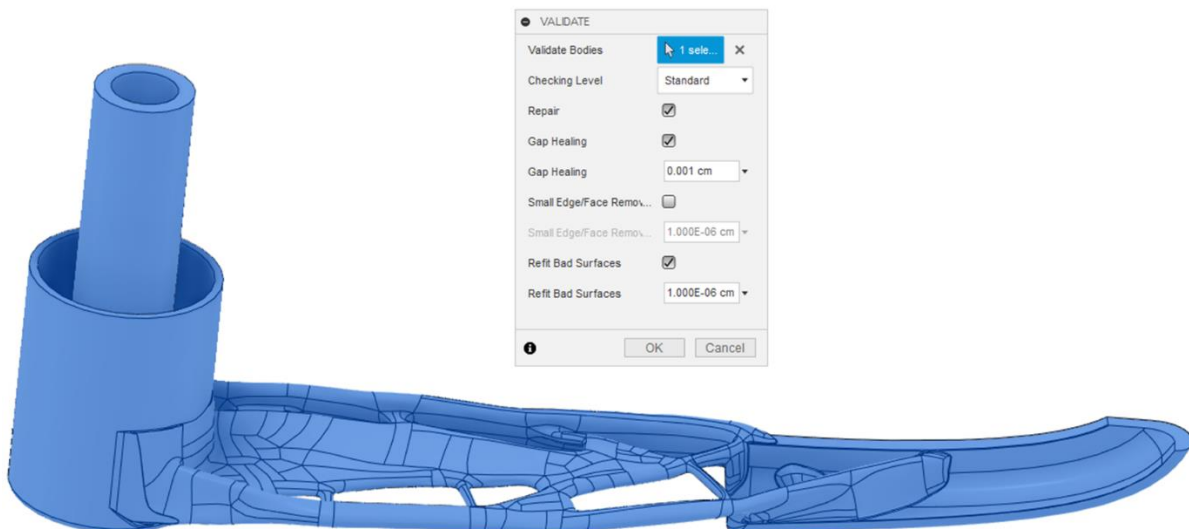 VALIDATE
Validate Bodies 1 sele...
Checking Level Standard
Repair
Gap Healing
Gap Healing 0.001 cm
Small Edge/Face Remov...
Small Edge/Face Remov... 1.000E-06 cm
Refit Bad Surfaces
Refit Bad Surfaces 1.000E-06 cm
OK Cancel